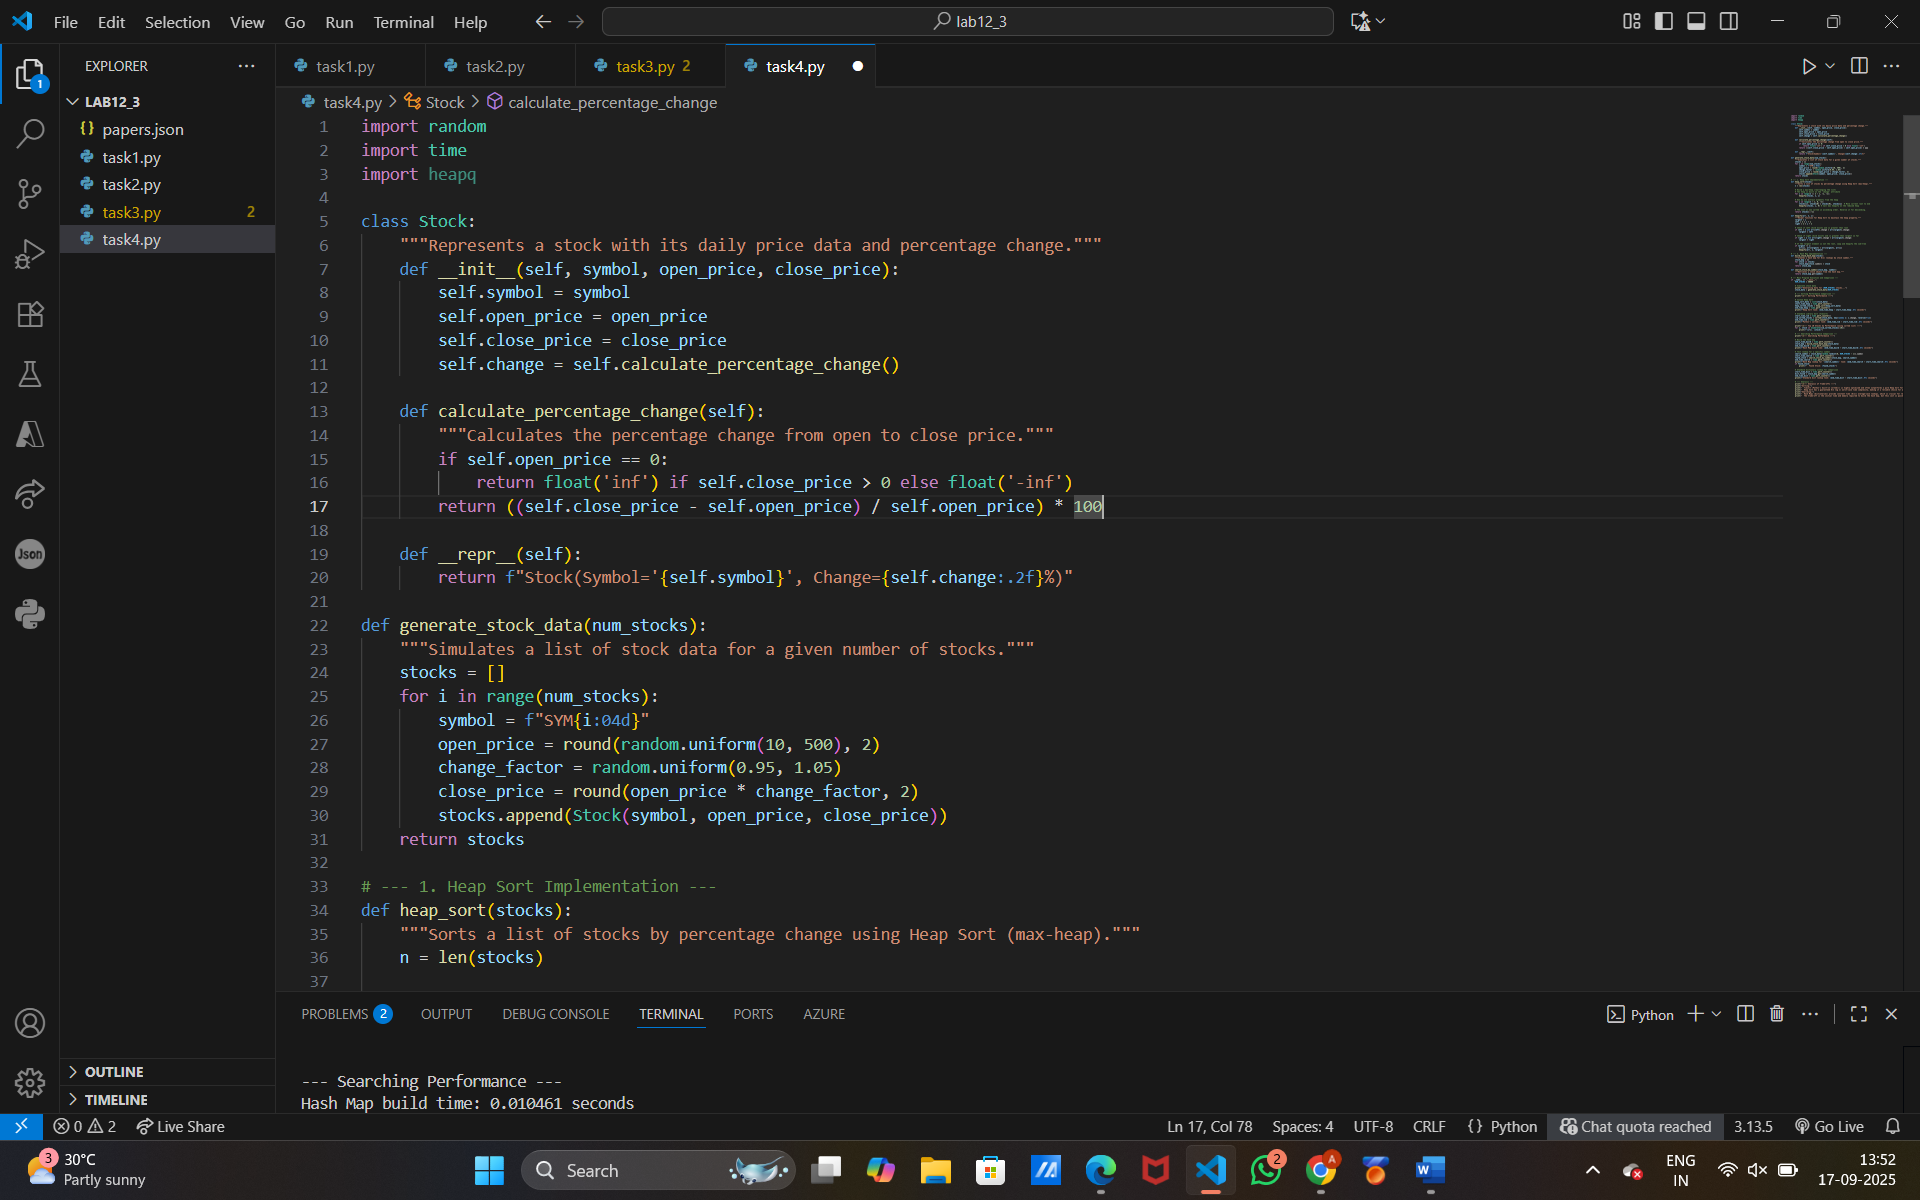 File Edit Selection View Go Run Terminal Help
lab12_3
EXPLORER
LAB12_3
{} papers.json
task1.py
task2.py
task3.py 2
task4.py
OUTLINE
TIMELINE
1
Json
task1.py task2.py task3.py 2 task4.py
task4.py > Stock > calculate_percentage_change
1 import random
2 import time
3 import heapq
4
5 class Stock:
6 """Represents a stock with its daily price data and percentage change."""
7 def __init__(self, symbol, open_price, close_price):
8 self.symbol = symbol
9 self.open_price = open_price
10 self.close_price = close_price
11 self.change = self.calculate_percentage_change()
12
13 def calculate_percentage_change(self):
14 """Calculates the percentage change from open to close price."""
15 if self.open_price == 0:
16 return float('inf') if self.close_price > 0 else float('-inf')
17 return ((self.close_price - self.open_price) / self.open_price) * 100
18
19 def __repr__(self):
20 return f"Stock(Symbol='{self.symbol}', Change={self.change:.2f}%)"
21
22 def generate_stock_data(num_stocks):
23 """Simulates a list of stock data for a given number of stocks."""
24 stocks = []
25 for i in range(num_stocks):
26 symbol = f"SYM{i:04d}"
27 open_price = round(random.uniform(10, 500), 2)
28 change_factor = random.uniform(0.95, 1.05)
29 close_price = round(open_price * change_factor, 2)
30 stocks.append(Stock(symbol, open_price, close_price))
31 return stocks
32
33 # --- 1. Heap Sort Implementation ---
34 def heap_sort(stocks):
35 """Sorts a list of stocks by percentage change using Heap Sort (max-heap)."""
36 n = len(stocks)
37
PROBLEMS 2 OUTPUT DEBUG CONSOLE TERMINAL PORTS AZURE
Python
--- Searching Performance ---
Hash Map build time: 0.010461 seconds
0 2 Live Share
Ln 17, Col 78 Spaces: 4 UTF-8 CRLF {} Python Chat quota reached 3.13.5 Go Live
3 30°C
Partly sunny
Search
2
A
ENG
IN
13:52
17-09-2025